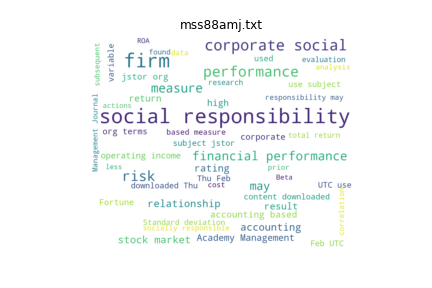 mss88amj.txt
ROA
corporate social
subsequent
variable
firm
found
data
used
evaluation
performance
analysis
jstor org
research
use subject
measure
Management Journal
return
high
responsibility may
actions
social responsibility
org terms
based measure
corporate
total return
subject jstor
operating income
financial performance
less
rating
prior
risk
Thu Feb
Beta
downloaded Thu
cost
may
UTC use
correlation
content downloaded
Fortune
relationship
result
accounting based
Standard deviation
socially responsible
accounting
stock market
Academy Management
Feb UTC